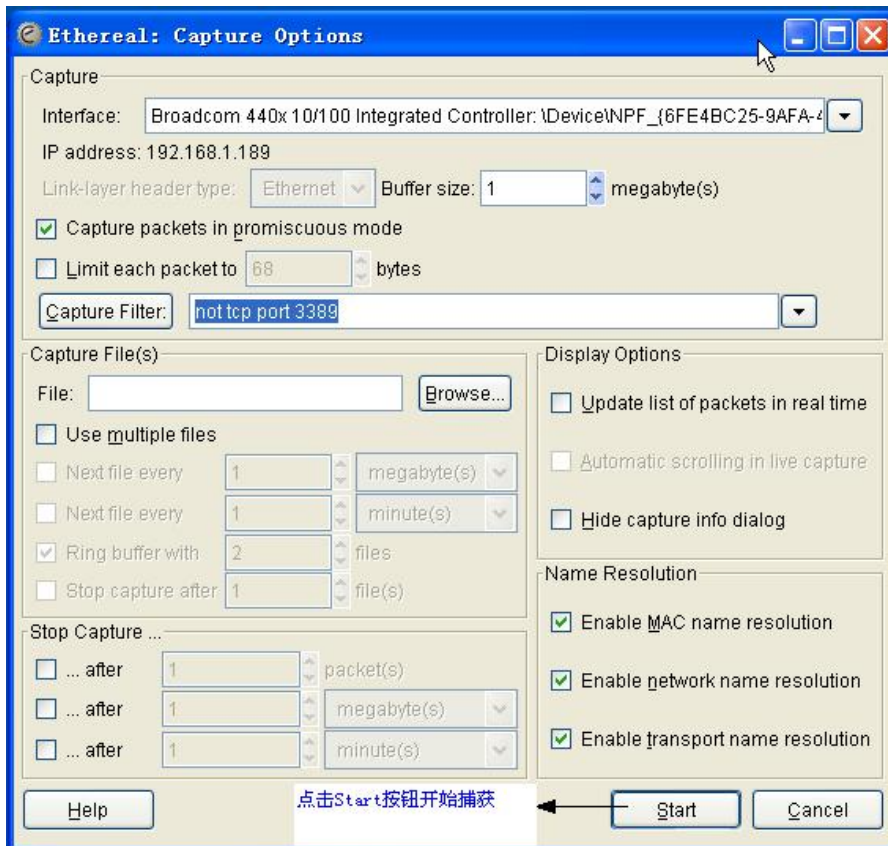 Ethereal: Capture Options
Capture
Interface: Broadcom 440x 10/100 Integrated Controller: \Device\NPF_{6FE4BC25-9AFA-4
IP address: 192.168.1.189
Link-layer header type: Ethernet Buffer size: 1 megabyte(s)
Capture packets in promiscuous mode
Limit each packet to 68 bytes
Capture Filter: not tcp port 3389
Capture File(s)
File: Browse...
Use multiple files
Next file every 1 megabyte(s)
Next file every 1 minute(s)
Ring buffer with 2 files
Stop capture after 1 file(s)
Stop Capture ...
... after 1 packet(s)
... after 1 megabyte(s)
... after 1 minute(s)
Display Options
Update list of packets in real time
Automatic scrolling in live capture
Hide capture info dialog
Name Resolution
Enable MAC name resolution
Enable network name resolution
Enable transport name resolution
Help
点击Start按钮开始捕获
Start
Cancel